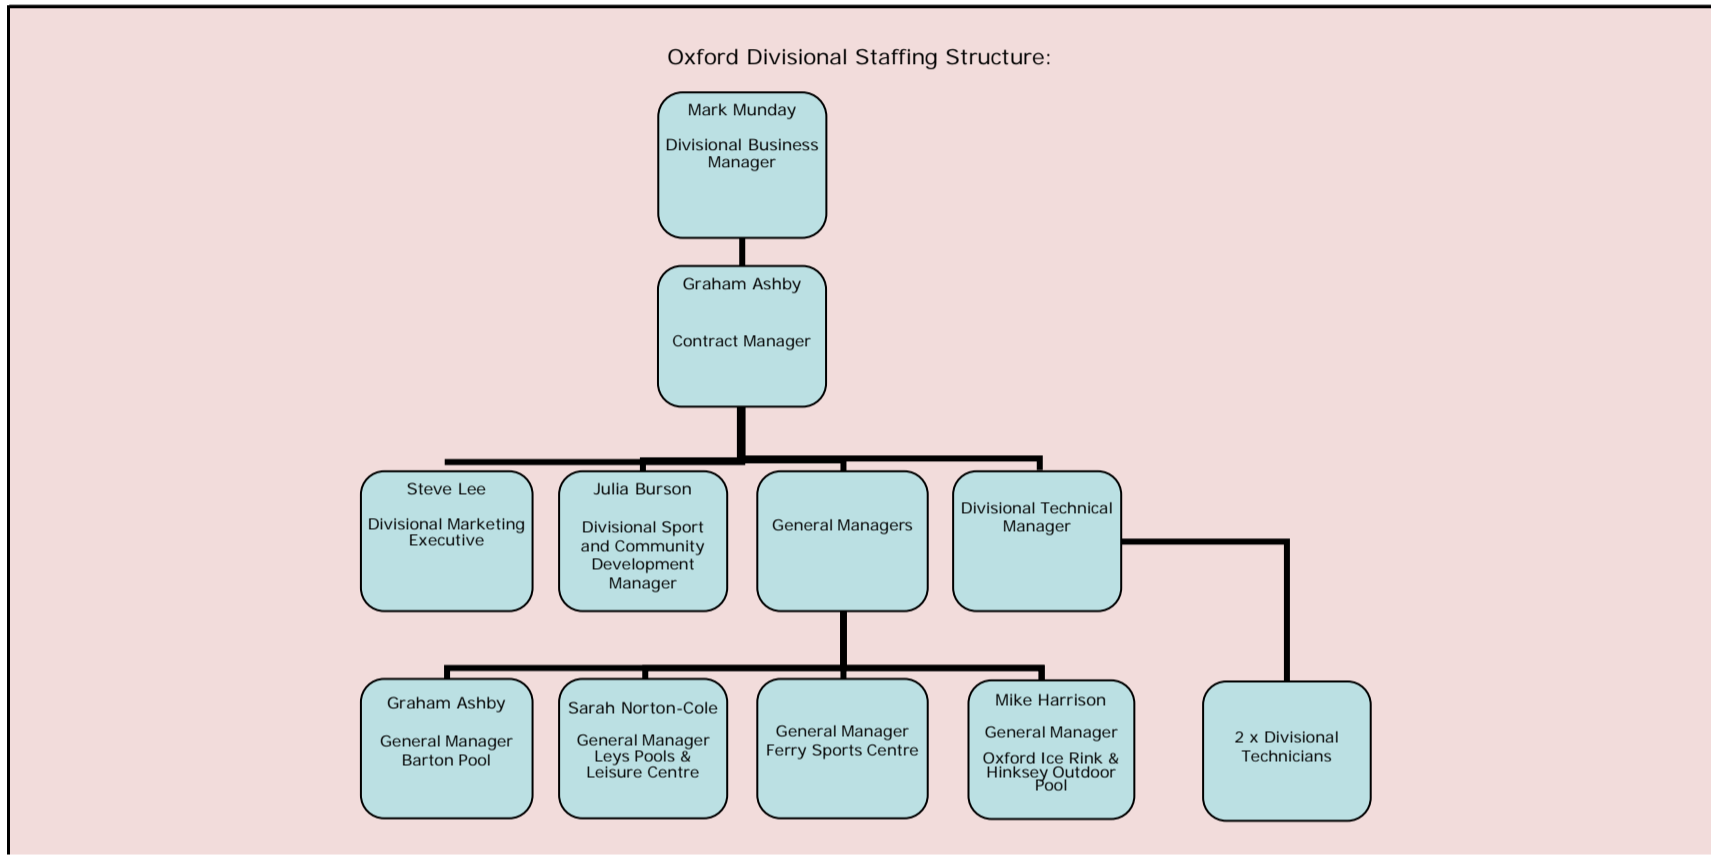 Oxford Divisional Staffing Structure:
Mark Munday
Divisional Business
Manager
Graham Ashby
Contract Manager
Steve Lee
Divisional Marketing
Executive
Julia Burson
Divisional Sport
and Community
Development
Manager
General Managers
Divisional Technical
Manager
Graham Ashby
General Manager
Barton Pool
Sarah Norton-Cole
General Manager
Leys Pools &
Leisure Centre
General Manager
Ferry Sports Centre
Mike Harrison
General Manager
Oxford Ice Rink &
Hinksey Outdoor
Pool
2 x Divisional
Technicians